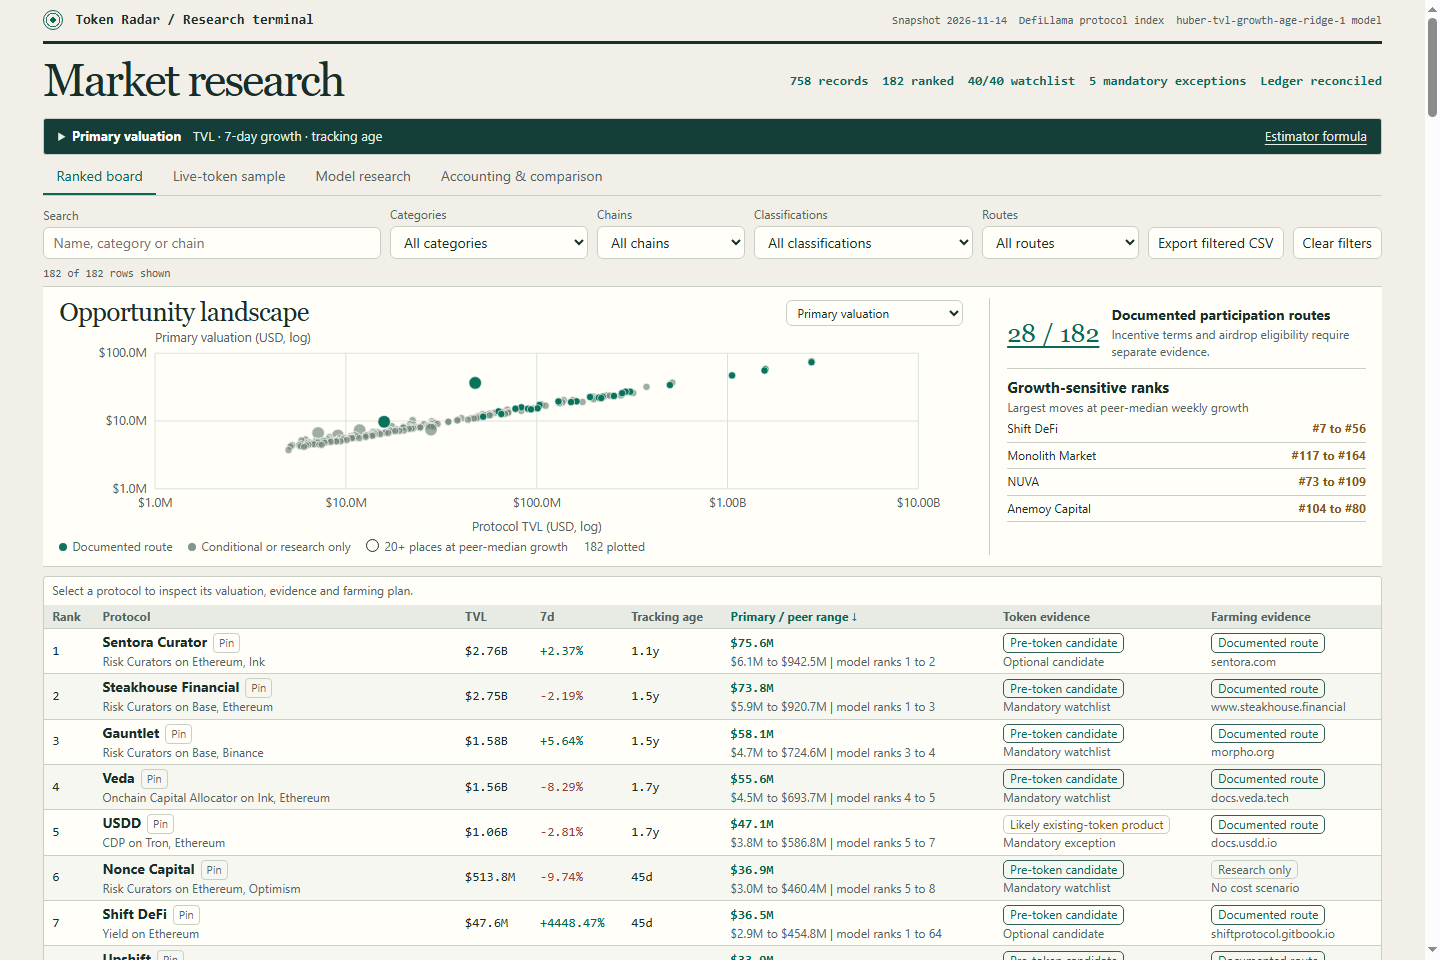 Token Radar / Research terminal
Snapshot 2026-11-14 DefiLlama protocol index huber-tvl-growth-age-ridge-1 model
Market research
758 records 182 ranked 40/40 watchlist 5 mandatory exceptions Ledger reconciled
▶ Primary valuation TVL · 7-day growth · tracking age Estimator formula
Ranked board Live-token sample Model research Accounting & comparison
Search Categories Chains Classifications Routes
Name, category or chain All categories All chains All classifications All routes Export filtered CSV Clear filters
182 of 182 rows shown
Opportunity landscape
Primary valuation
Primary valuation (USD, log)
$100.0M
$10.0M
$1.0M
$1.0M $10.0M $100.0M $1.00B $10.00B
Protocol TVL (USD, log)
Documented route Conditional or research only 20+ places at peer-median growth 182 plotted
28 / 182
Documented participation routes
Incentive terms and airdrop eligibility require
separate evidence.
Growth-sensitive ranks
Largest moves at peer-median weekly growth
Shift DeFi #7 to #56
Monolith Market #117 to #164
NUVA #73 to #109
Anemoy Capital #104 to #80
Select a protocol to inspect its valuation, evidence and farming plan.
Rank Protocol TVL 7d Tracking age Primary / peer range ↓ Token evidence Farming evidence
1 Sentora Curator Pin $2.76B +2.37% 1.1y $75.6M Pre-token candidate Documented route
Risk Curators on Ethereum, Ink $6.1M to $942.5M | model ranks 1 to 2 Optional candidate sentora.com
2 Steakhouse Financial Pin $2.75B -2.19% 1.5y $73.8M Pre-token candidate Documented route
Risk Curators on Base, Ethereum $5.9M to $920.7M | model ranks 1 to 3 Mandatory watchlist www.steakhouse.financial
3 Gauntlet Pin $1.58B +5.64% 1.5y $58.1M Pre-token candidate Documented route
Risk Curators on Base, Binance $4.7M to $724.6M | model ranks 3 to 4 Mandatory watchlist morpho.org
4 Veda Pin $1.56B -8.29% 1.7y $55.6M Pre-token candidate Documented route
Onchain Capital Allocator on Ink, Ethereum $4.5M to $693.7M | model ranks 4 to 5 Mandatory watchlist docs.veda.tech
5 USDD Pin $1.06B -2.81% 1.7y $47.1M Likely existing-token product Documented route
CDP on Tron, Ethereum $3.8M to $586.8M | model ranks 5 to 7 Mandatory exception docs.usdd.io
6 Nonce Capital Pin $513.8M -9.74% 45d $36.9M Pre-token candidate Research only
Risk Curators on Ethereum, Optimism $3.0M to $460.4M | model ranks 5 to 8 Mandatory watchlist No cost scenario
7 Shift DeFi Pin $47.6M +4448.47% 45d $36.5M Pre-token candidate Documented route
Yield on Ethereum $2.9M to $454.8M | model ranks 1 to 64 Optional candidate shiftprotocol.gitbook.io
Upshift Pin $33.9M Pre-token candidate Documented route